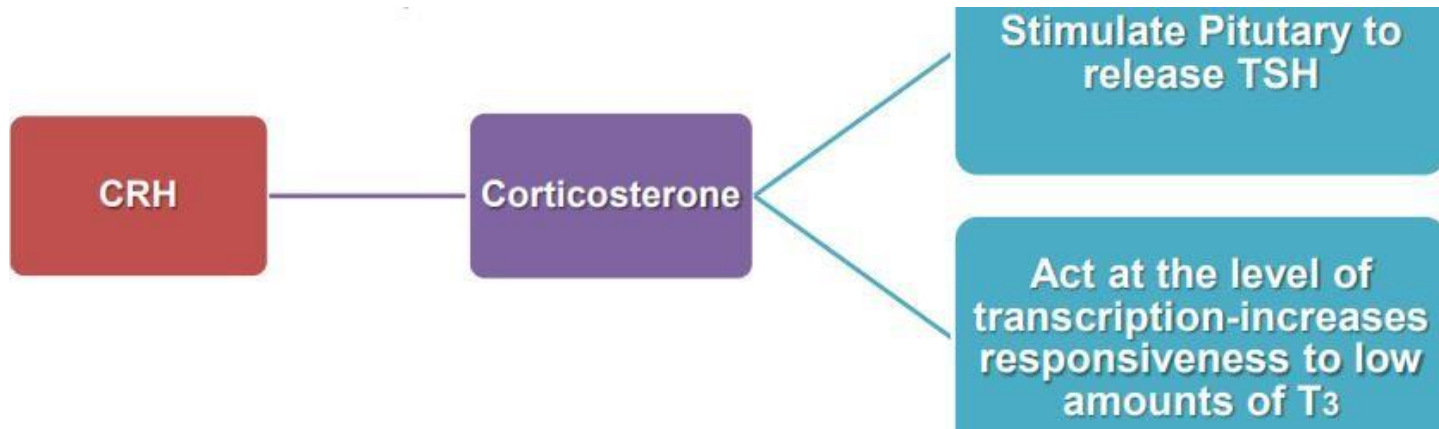 CRH
Corticosterone
Stimulate Pitutary to
release TSH
Act at the level of
transcription-increases
responsiveness to low
amounts of T3